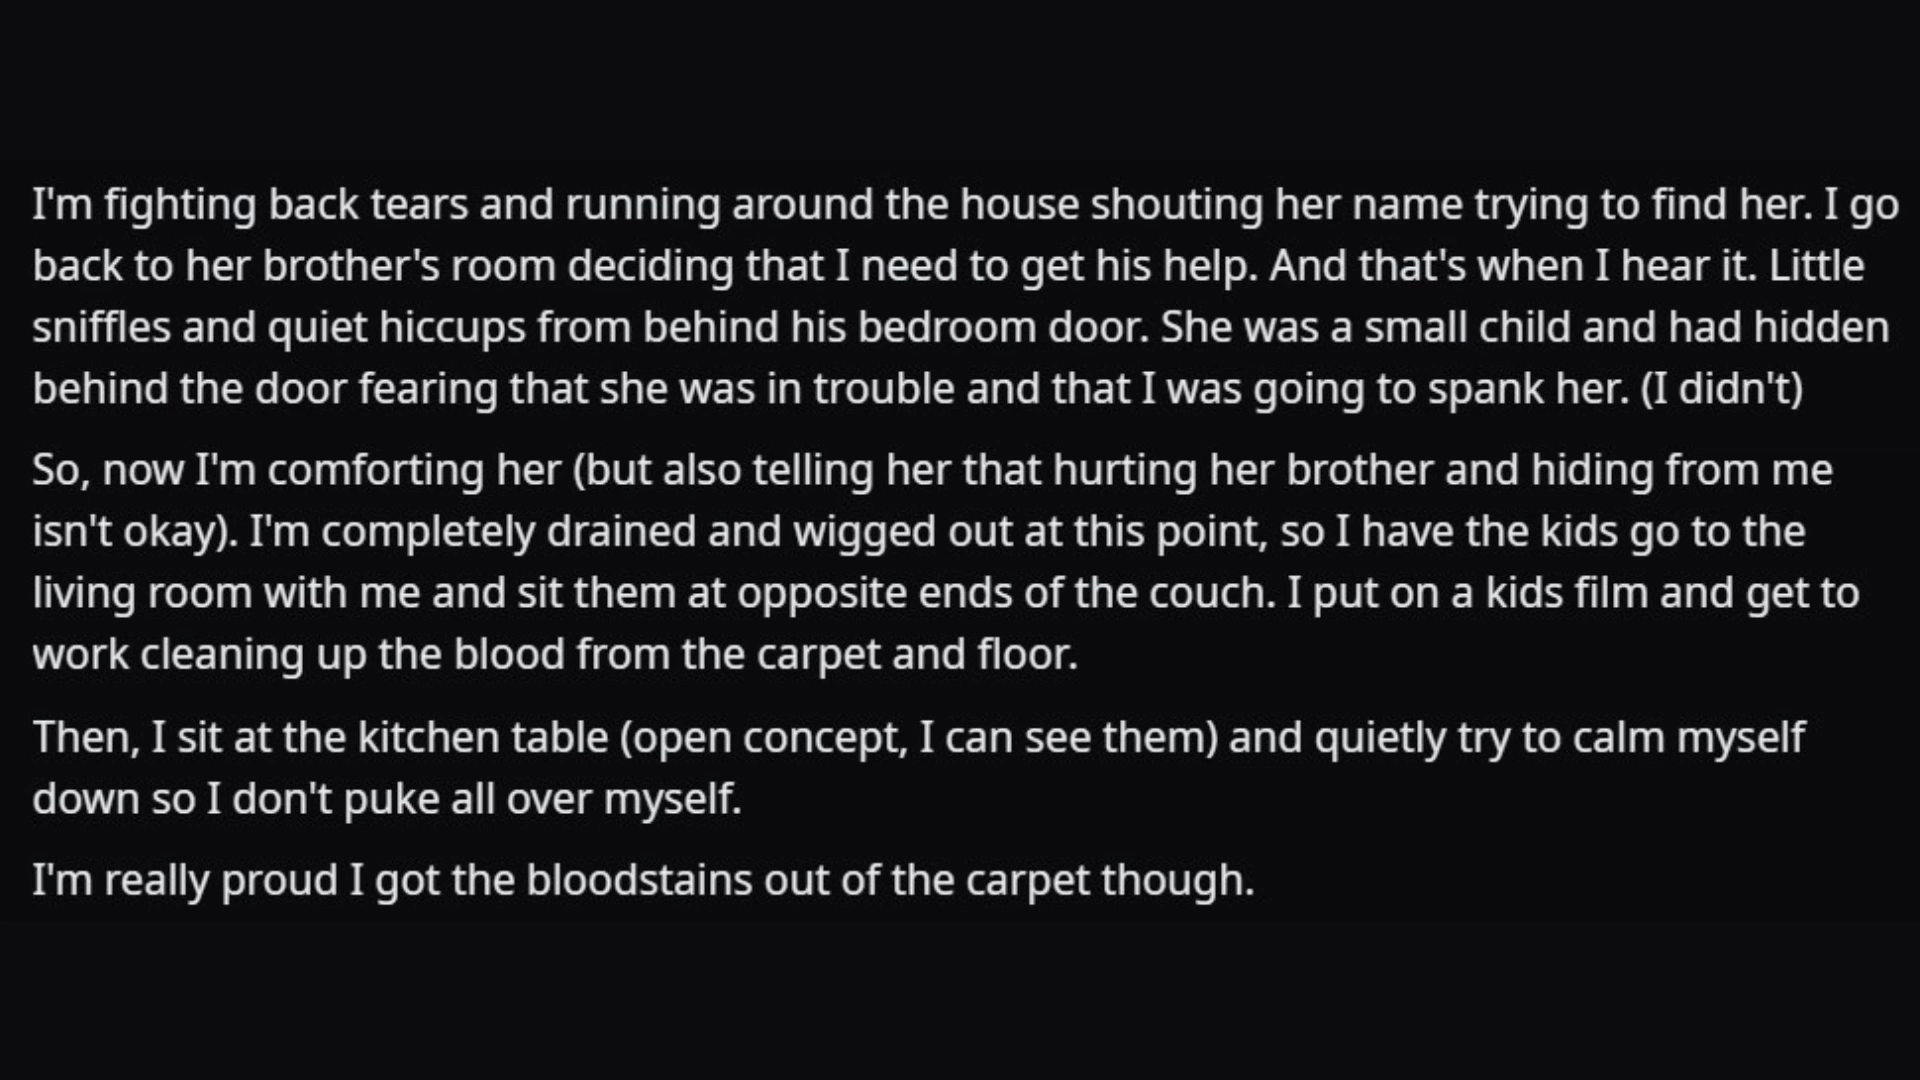 I'm fighting back tears and running around the house shouting her name trying to find her. I go
back to her brother's room deciding that I need to get his help. And that's when I hear it. Little
sniffles and quiet hiccups from behind his bedroom door. She was a small child and had hidden
behind the door fearing that she was in trouble and that I was going to spank her. (I didn't)
So, now I'm comforting her (but also telling her that hurting her brother and hiding from me
isn't okay). I'm completely drained and wigged out at this point, so I have the kids go to the
living room with me and sit them at opposite ends of the couch. I put on a kids film and get to
work cleaning up the blood from the carpet and floor.
Then, I sit at the kitchen table (open concept, I can see them) and quietly try to calm myself
down so I don't puke all over myself.
I'm really proud I got the bloodstains out of the carpet though.